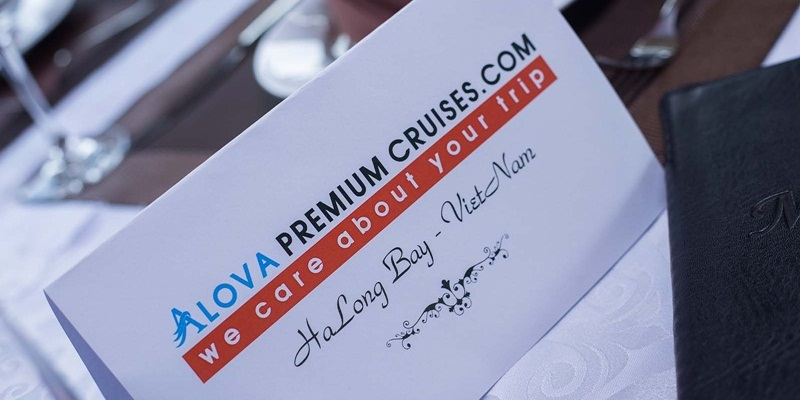 ALOVA PREMIUM CRUISES.COM
we care about your trip
HaLong Bay - VietNam